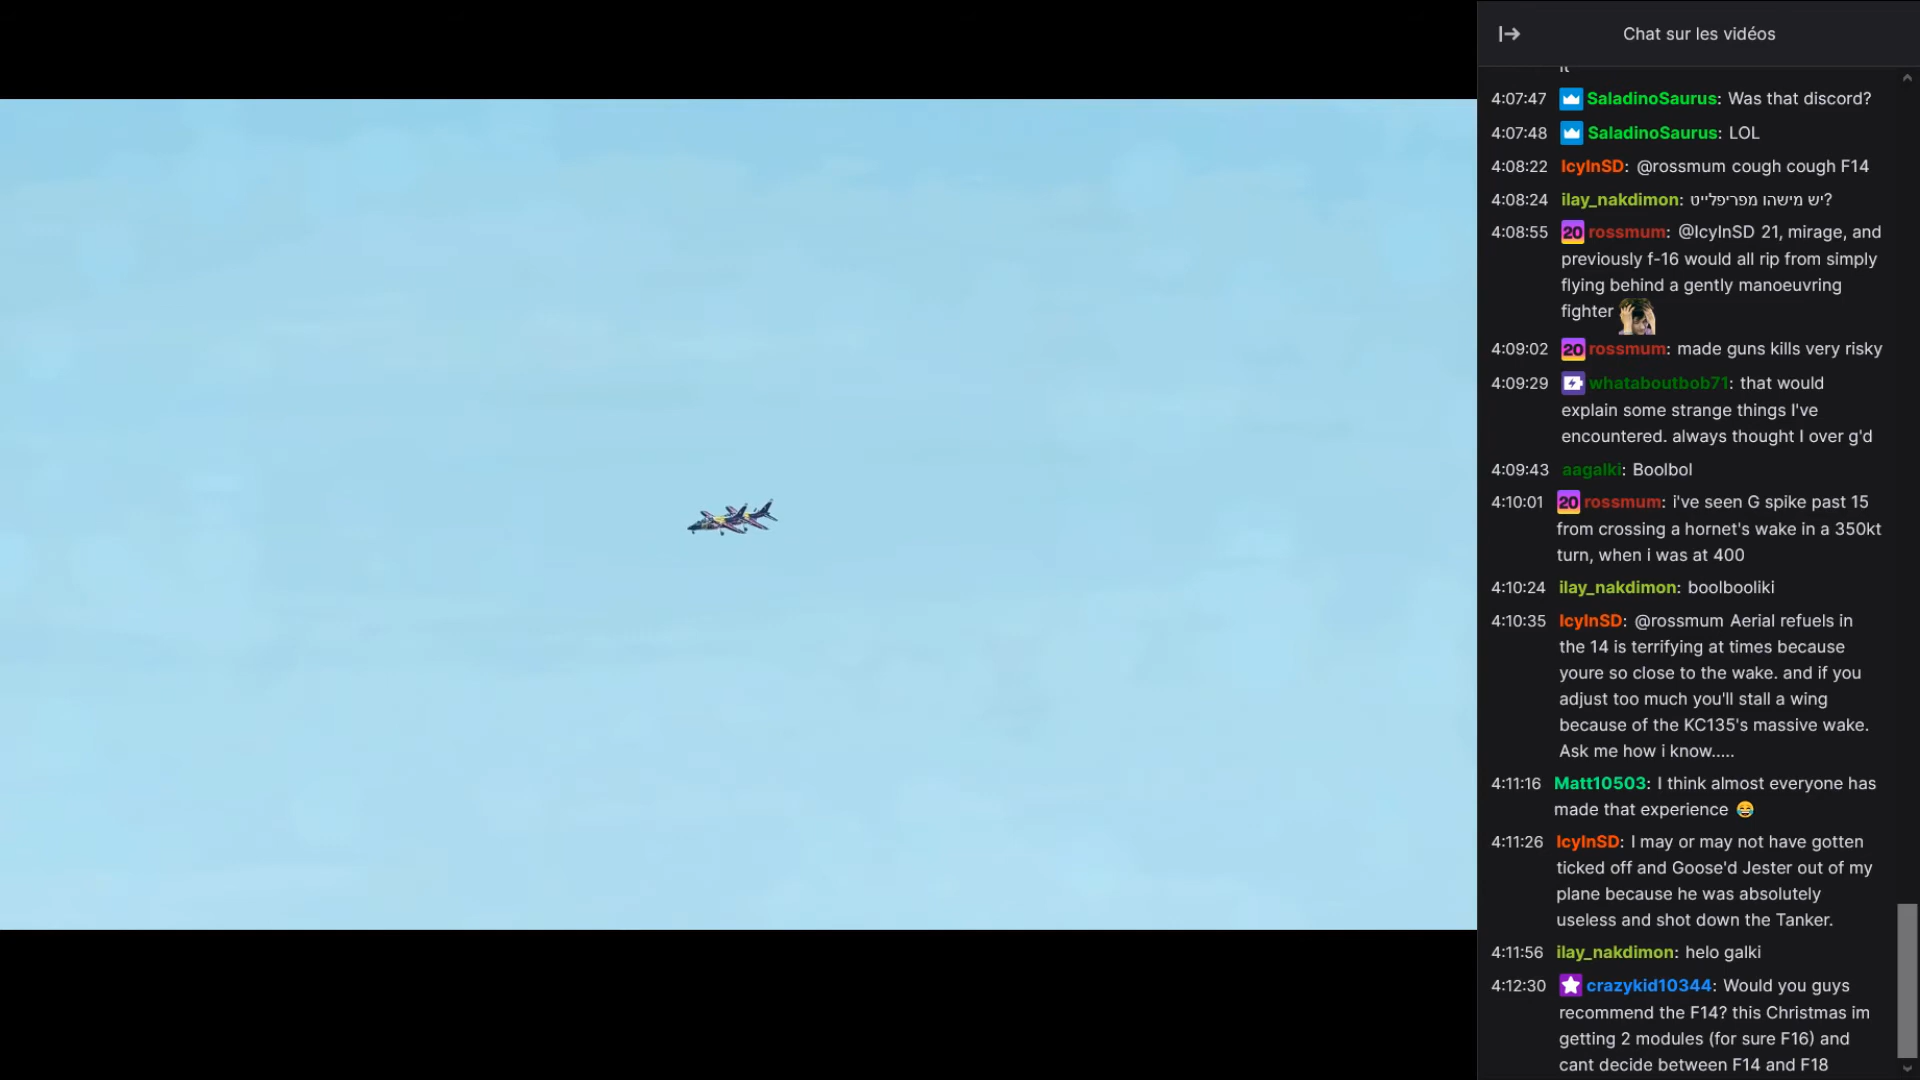 Chat sur les vidéos
4:07:47 SaladinoSaurus: Was that discord?
4:07:48 SaladinoSaurus: LOL
4:08:22 IcyInSD: @rossmum cough cough F14
4:08:24 ilay_nakdimon: יש מישהו מפריפלייט?
4:08:55 20 rossmum: @IcyInSD 21, mirage, and
previously f-16 would all rip from simply
flying behind a gently manoeuvring
fighter
4:09:02 20 rossmum: made guns kills very risky
4:09:29 whataboutbob71: that would
explain some strange things I've
encountered. always thought I over g'd
4:09:43 aagalki: Boolbol
4:10:01 20 rossmum: i've seen G spike past 15
from crossing a hornet's wake in a 350kt
turn, when i was at 400
4:10:24 ilay_nakdimon: boolbooliki
4:10:35 IcyInSD: @rossmum Aerial refuels in
the 14 is terrifying at times because
youre so close to the wake. and if you
adjust too much you'll stall a wing
because of the KC135's massive wake.
Ask me how i know.....
4:11:16 Matt10503: I think almost everyone has
made that experience 😂
4:11:26 IcyInSD: I may or may not have gotten
ticked off and Goose'd Jester out of my
plane because he was absolutely
useless and shot down the Tanker.
4:11:56 ilay_nakdimon: helo galki
4:12:30 crazykid10344: Would you guys
recommend the F14? this Christmas im
getting 2 modules (for sure F16) and
cant decide between F14 and F18